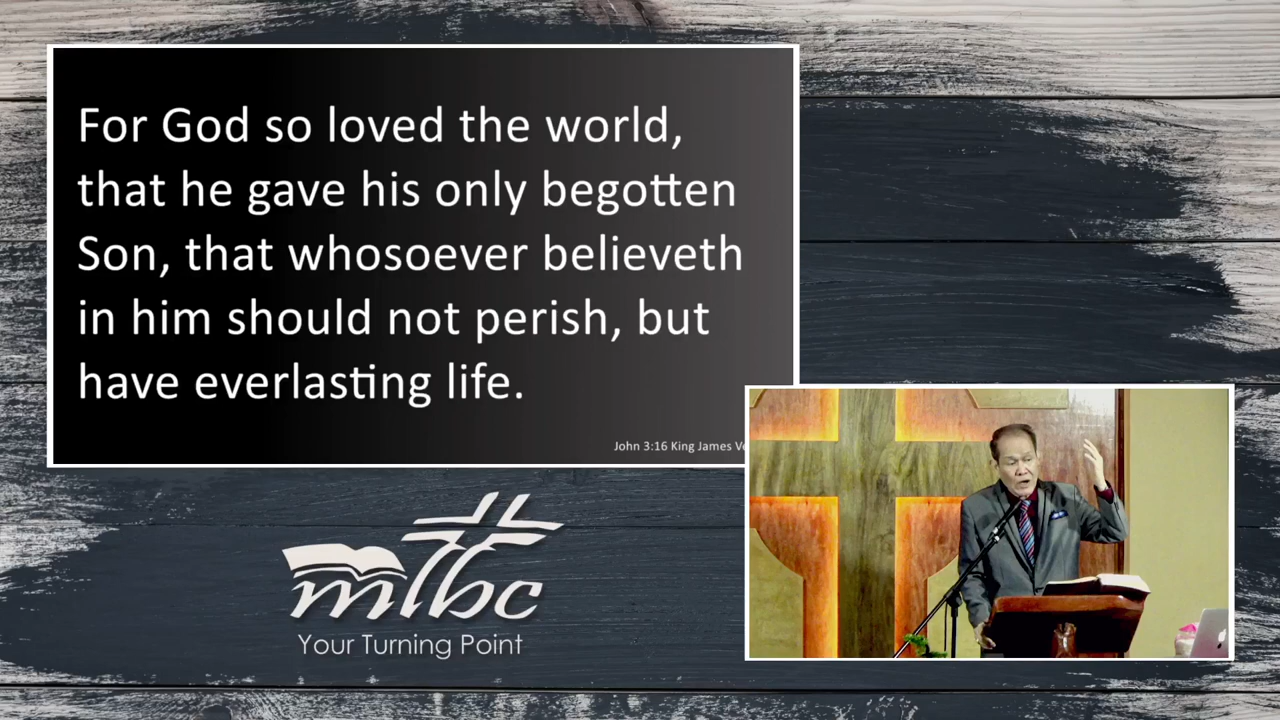 For God so loved the world,
that he gave his only begotten
Son, that whosoever believeth
in him should not perish, but
have everlasting life.
John 3:16 King James
mlbc
Your Turning Point